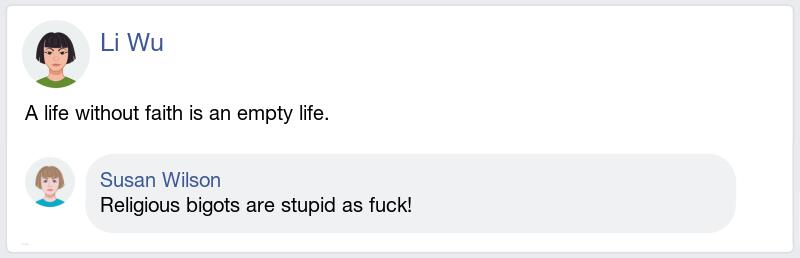 Li Wu
A life without faith is an empty life.
Susan Wilson
Religious bigots are stupid as fuck!